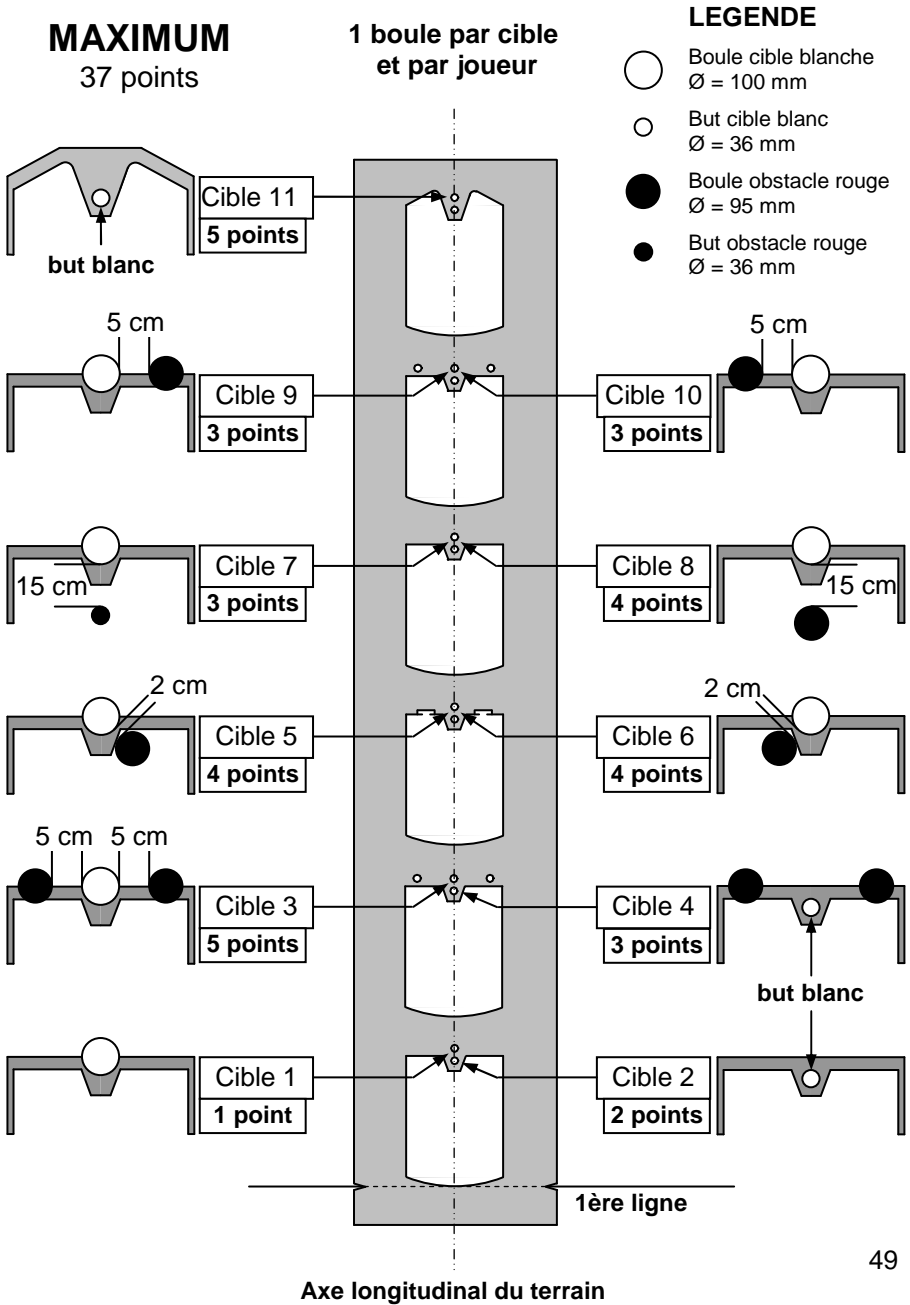 MAXIMUM
37 points
1 boule par cible
et par joueur
LEGENDE
Boule cible blanche
Ø = 100 mm
But cible blanc
Ø = 36 mm
Boule obstacle rouge
Ø = 95 mm
But obstacle rouge
Ø = 36 mm
but blanc
Cible 11
5 points
5 cm
Cible 9
3 points
Cible 10
3 points
5 cm
15 cm
Cible 7
3 points
Cible 8
4 points
15 cm
2 cm
Cible 5
4 points
Cible 6
4 points
2 cm
5 cm 5 cm
Cible 3
5 points
Cible 4
3 points
but blanc
Cible 1
1 point
Cible 2
2 points
1ère ligne
49
Axe longitudinal du terrain